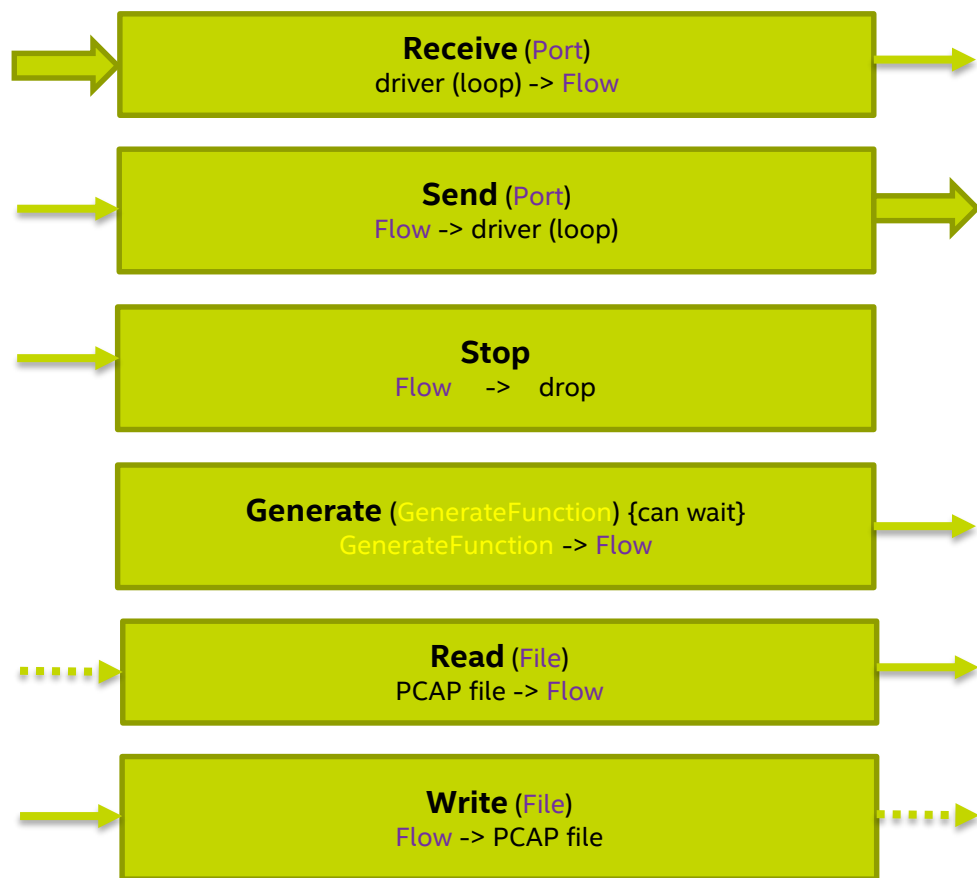 Receive (Port)
driver (loop) -> Flow
Send (Port)
Flow -> driver (loop)
Stop
Flow -> drop
Generate (GenerateFunction) {can wait}
GenerateFunction -> Flow
Read (File)
PCAP file -> Flow
Write (File)
Flow -> PCAP file